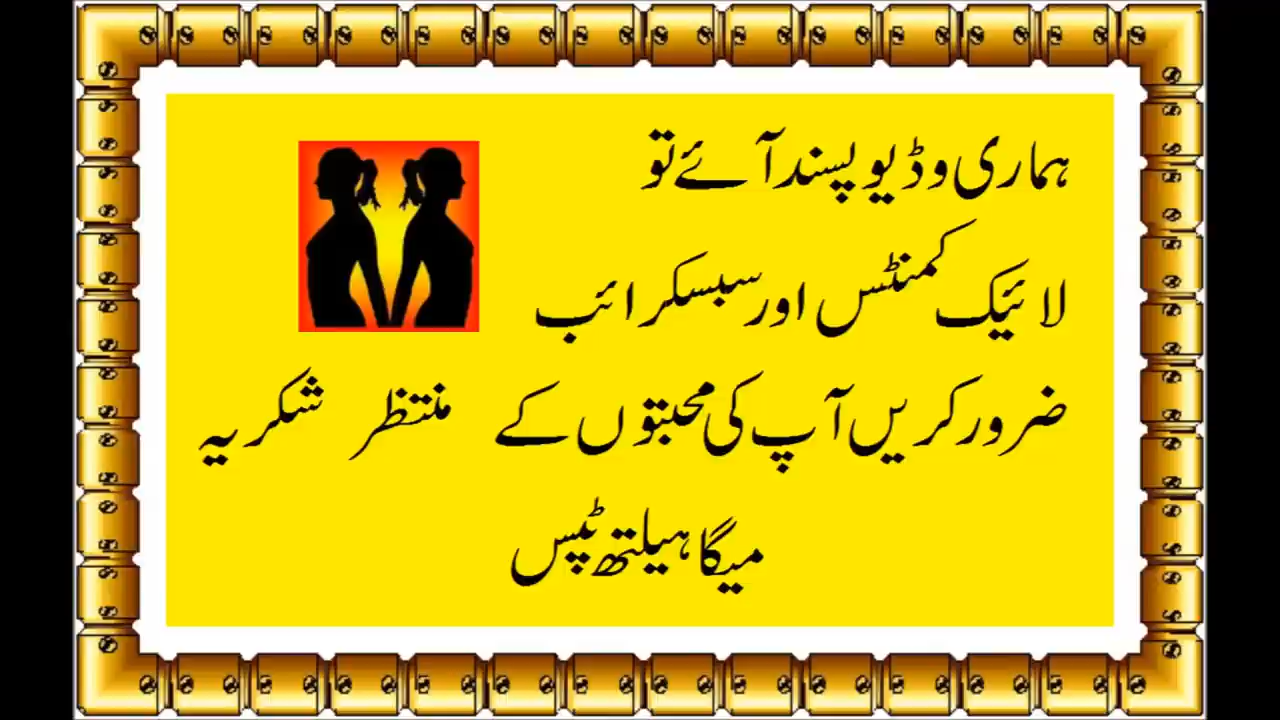 ہماری وڈیو پسند آئے تو
لائیک کمنٹس اور سبسکرائب
ضرور کریں آپ کی محبتوں کے منتظر شکریہ
میگا ہیلتھ ٹپس